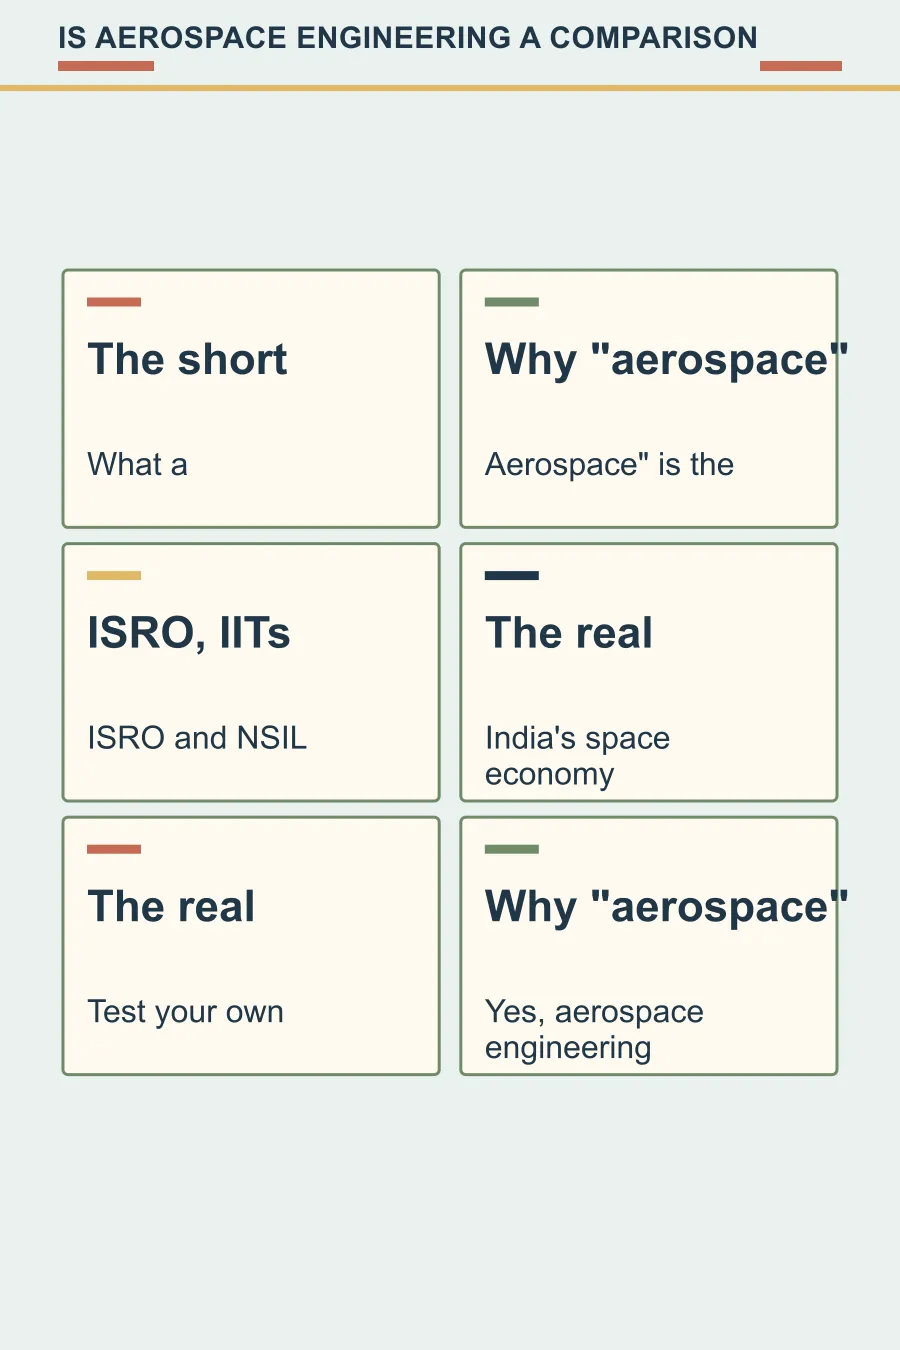 IS AEROSPACE ENGINEERING A COMPARISON
The short
What a
Why "aerospace"
Aerospace" is the
ISRO, IITs
ISRO and NSIL
The real
India's space
economy
The real
Test your own
Why "aerospace"
Yes, aerospace
engineering